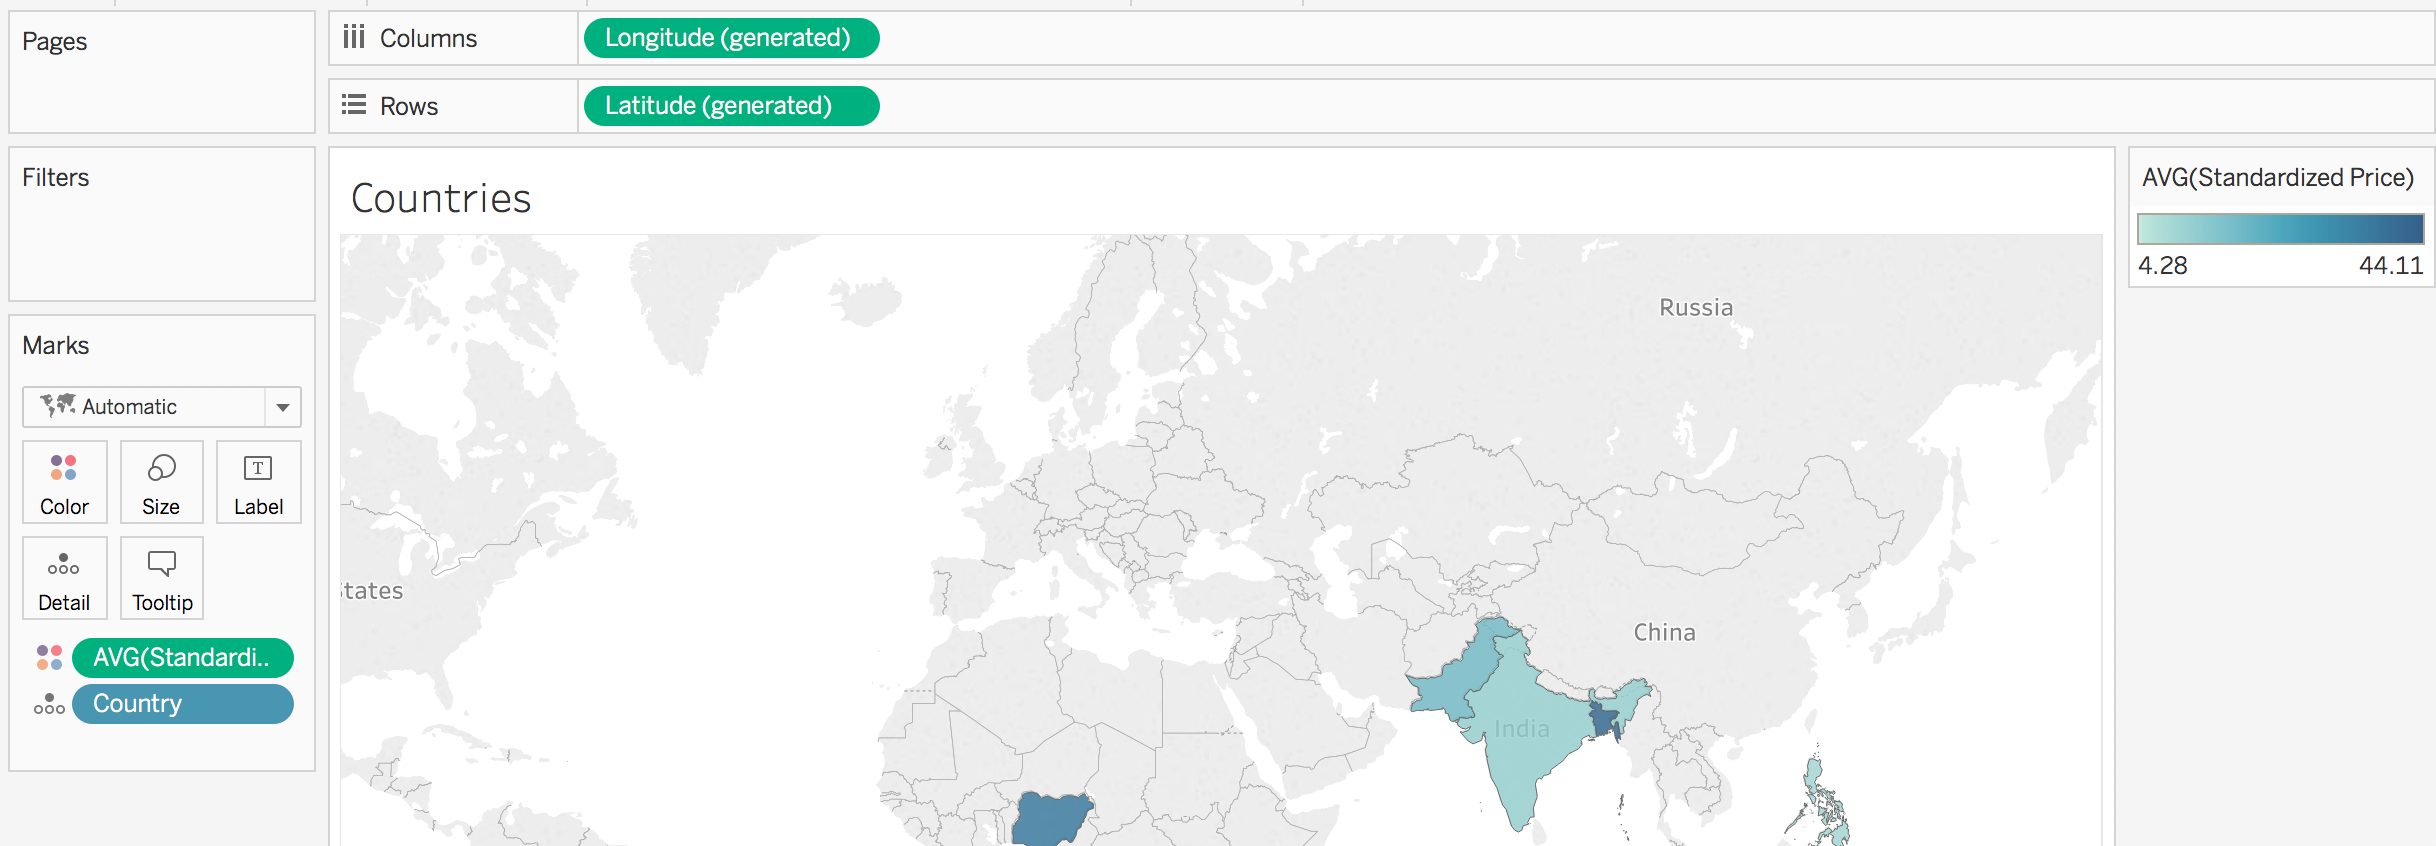 Pages
Columns
Longitude (generated)
Rows
Latitude (generated)
Filters
Countries
AVG(Standardized Price)
4.28
44.11
Russia
Marks
Automatic
Color
Size
Label
Detail
Tooltip
tates
China
AVG(Standardi..
Country
India